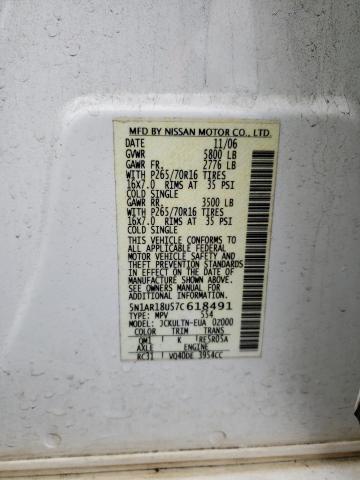 MFD BY NISSAN MOTOR CO., LTD.
DATE 11/06
GVWR 5800 LB
GAWR FR. 2776 LB
WITH P265/70R16 TIRES
16X7.0 RIMS AT 35 PSI
COLD SINGLE
GAWR RR. 3500 LB
WITH P265/70R16 TIRES
16X7.0 RIMS AT 35 PSI
COLD SINGLE
THIS VEHICLE CONFORMS TO
ALL APPLICABLE FEDERAL
MOTOR VEHICLE SAFETY AND
THEFT PREVENTION STANDARDS
IN EFFECT ON THE DATE OF
MANUFACTURE SHOWN ABOVE.
SEE OWNERS MANUAL FOR
ADDITIONAL INFORMATION.
5N1AR18U57C618491
TYPE: MPV 554
MODEL: JCKULTN-EUA 02000
COLOR TRIM TRANS
QM1 K RE5R05A
AXLE ENGINE
RC31 VQ40DE 3954CC